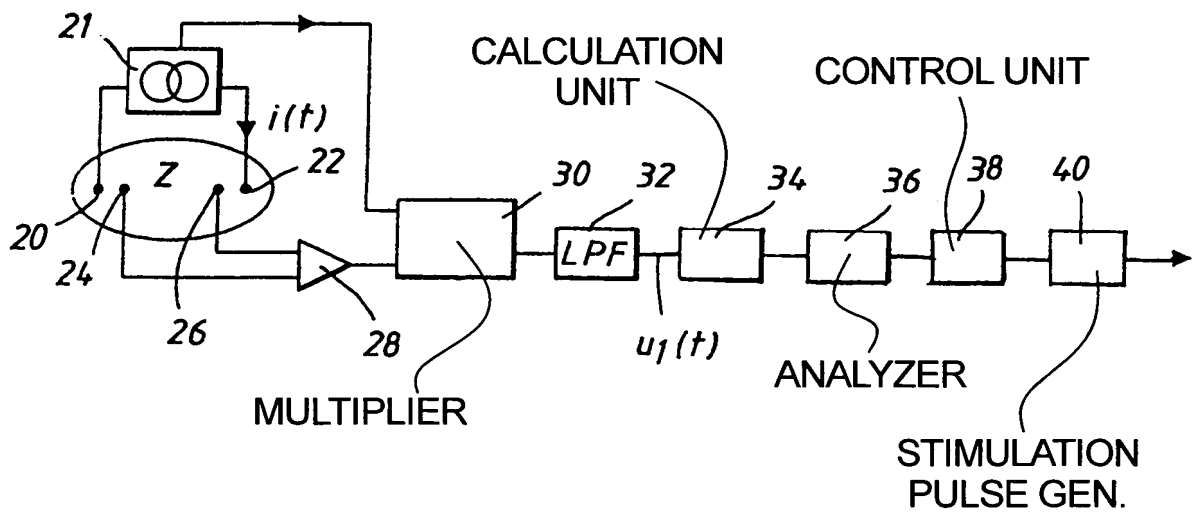 21
CALCULATION
UNIT
CONTROL UNIT
i(t)
Z
22
20
24
26
28
30
32
LPF
34
36
38
40
u₁(t)
MULTIPLIER
ANALYZER
STIMULATION
PULSE GEN.